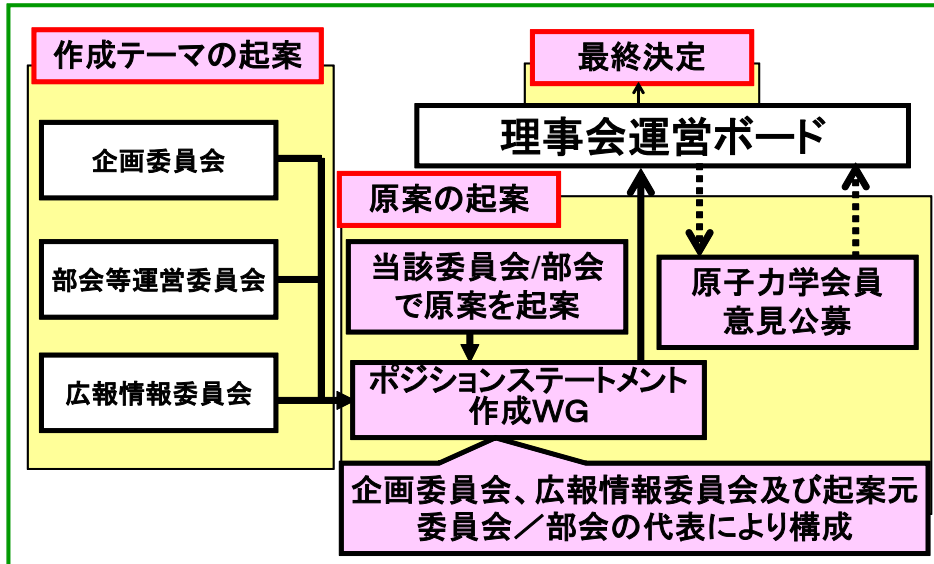 作成テーマの起案
企画委員会
部会等運営委員会
広報情報委員会
最終決定
理事会運営ボード
原案の起案
当該委員会/部会
で原案を起案
原子力学会員
意見公募
ポジションステートメント
作成WG
企画委員会、広報情報委員会及び起案元
委員会／部会の代表により構成